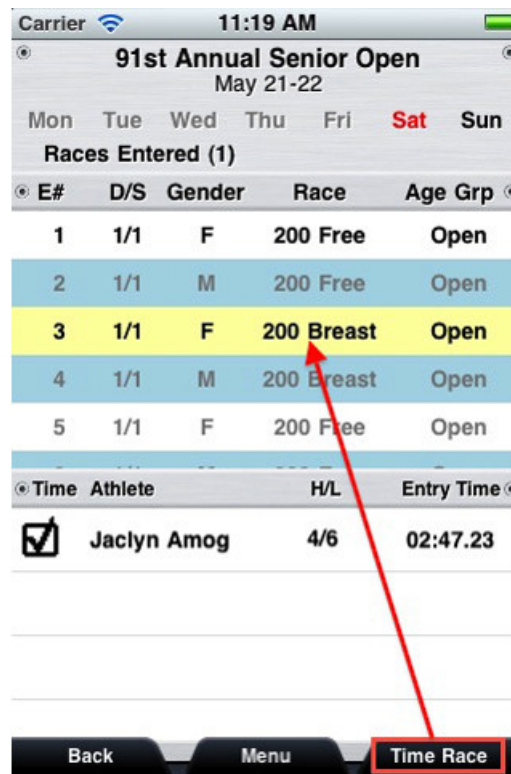 Carrier 11:19 AM
91st Annual Senior Open
May 21-22
Mon Tue Wed Thu Fri Sat Sun
Races Entered (1)
E# D/S Gender Race Age Grp
1 1/1 F 200 Free Open
2 1/1 M 200 Free Open
3 1/1 F 200 Breast Open
4 1/1 M 200 Breast Open
5 1/1 F 200 Free Open
Time Athlete H/L Entry Time
Jaclyn Amog 4/6 02:47.23
Back Menu Time Race